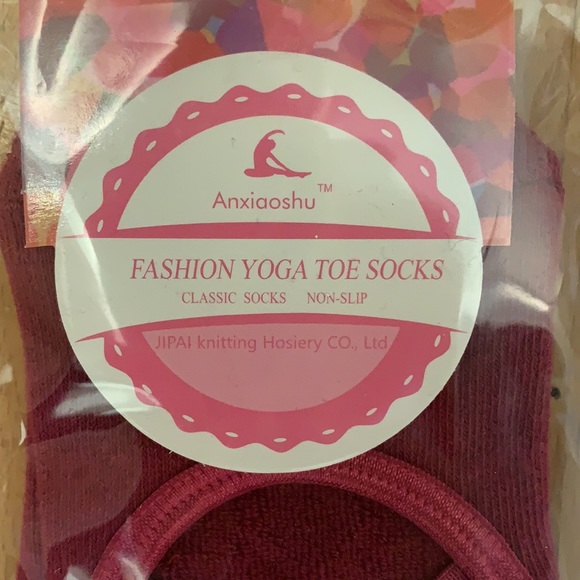 Anxiaoshu™
FASHION YOGA TOE SOCKS
CLASSIC SOCKS NON-SLIP
JIPAI knitting Hosiery CO., Ltd